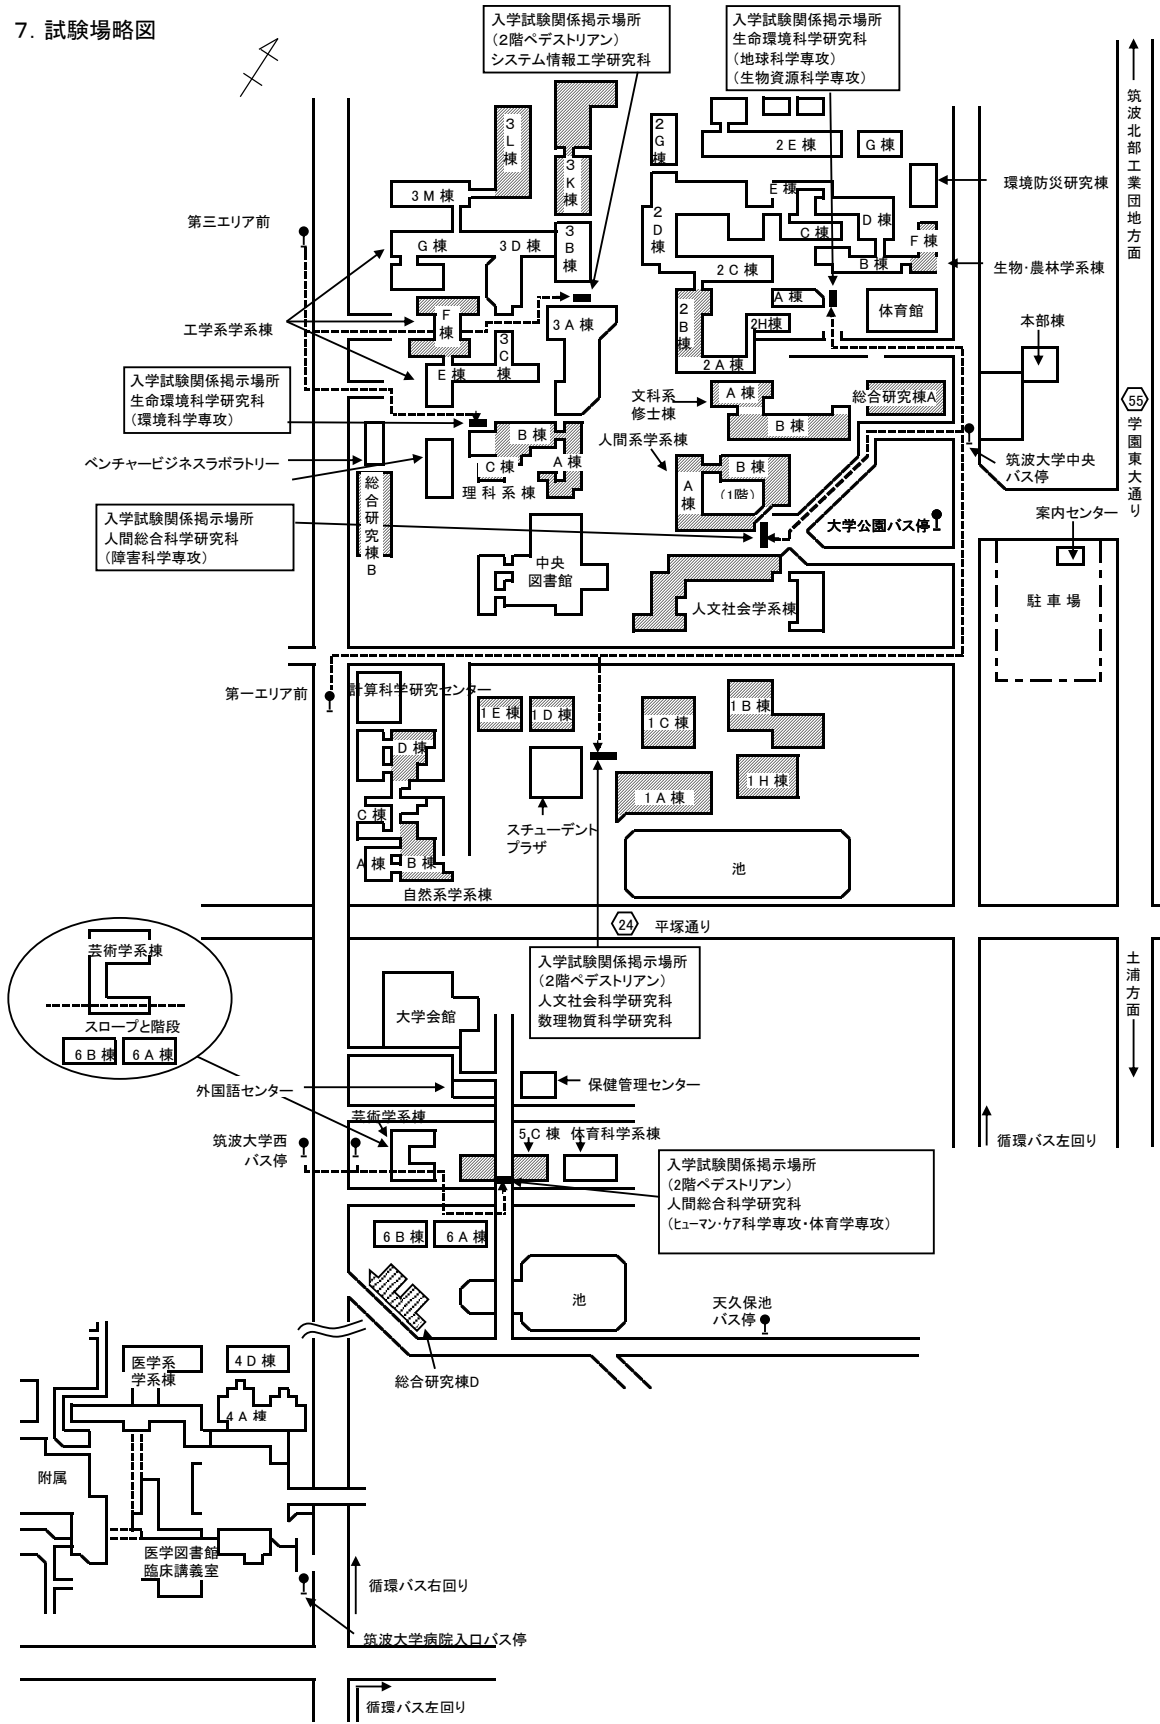 7. 試験場略図
入学試験関係掲示場所
(2階ペデストリアン)
システム情報工学研究科
入学試験関係掲示場所
生命環境科学研究科
(地球科学専攻)
(生物資源科学専攻)
筑波北部工業団地方面
3L棟
3K棟
2G棟
2E棟
G棟
3M棟
環境防災研究棟
第三エリア前
E棟
D棟
C棟
2D棟
3B棟
G棟
3D棟
F棟
B棟
2C棟
生物・農林学系棟
A棟
体育館
2B棟
2H棟
本部棟
F棟
3A棟
工学系学系棟
3C棟
E棟
2A棟
入学試験関係掲示場所
生命環境科学研究科
(環境科学専攻)
文科系
修士棟
A棟
B棟
総合研究棟A
55
学園東大通り
人間系学系棟
B棟
A棟
C棟
理科系棟
ベンチャービジネスラボラトリー
総合研究棟B
B棟
A棟
(1階)
筑波大学中央
バス停
入学試験関係掲示場所
人間総合科学研究科
(障害科学専攻)
大学公園バス停
案内センター
中央
図書館
人文社会学系棟
駐車場
第一エリア前
計算科学研究センター
1E棟
1D棟
1C棟
1B棟
D棟
1H棟
1A棟
C棟
スチューデント
プラザ
A棟
B棟
池
自然系学系棟
24
平塚通り
芸術学系棟
スロープと階段
6B棟
6A棟
入学試験関係掲示場所
(2階ペデストリアン)
人文社会科学研究科
数理物質科学研究科
土浦方面
大学会館
外国語センター
保健管理センター
芸術学系棟
筑波大学西
バス停
5C棟
体育科学系棟
循環バス左回り
入学試験関係掲示場所
(2階ペデストリアン)
人間総合科学研究科
(ヒューマン・ケア科学専攻・体育学専攻)
6B棟
6A棟
池
天久保池
バス停
総合研究棟D
医学系
学系棟
4D棟
4A棟
附属
医学図書館
臨床講義室
循環バス右回り
筑波大学病院入口バス停
循環バス左回り